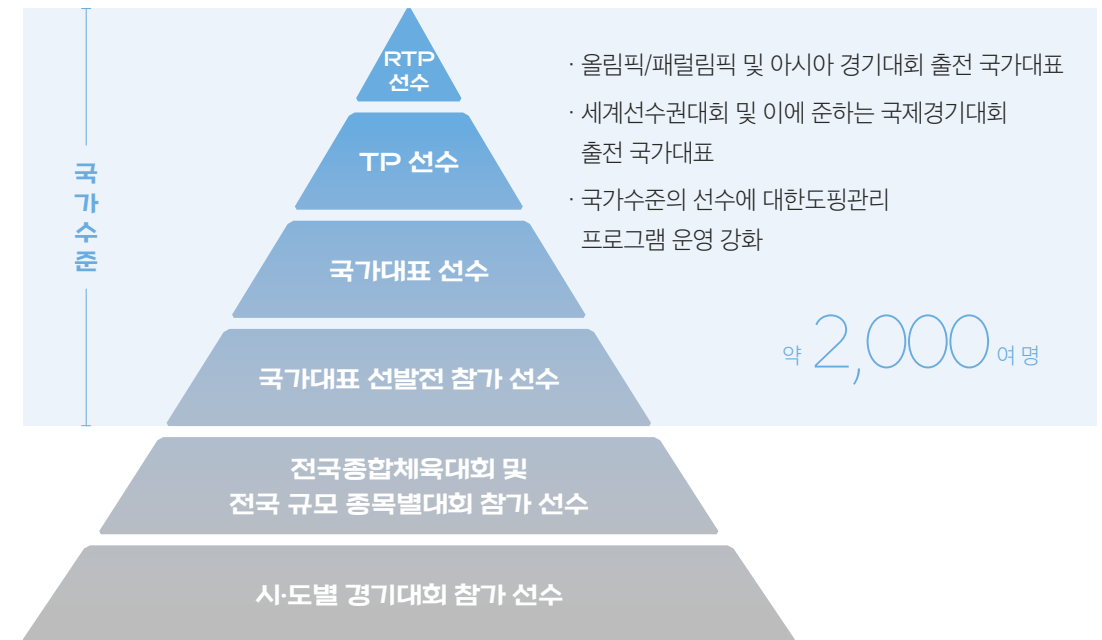 국가수준
RTP
선수
TP 선수
국가대표 선수
국가대표 선발전 참가 선수
전국종합체육대회 및
전국 규모 종목별대회 참가 선수
시·도별 경기대회 참가 선수
· 올림픽/패럴림픽 및 아시아 경기대회 출전 국가대표
· 세계선수권대회 및 이에 준하는 국제경기대회
출전 국가대표
· 국가수준의 선수에 대한도핑관리
프로그램 운영 강화
약 2,000여 명